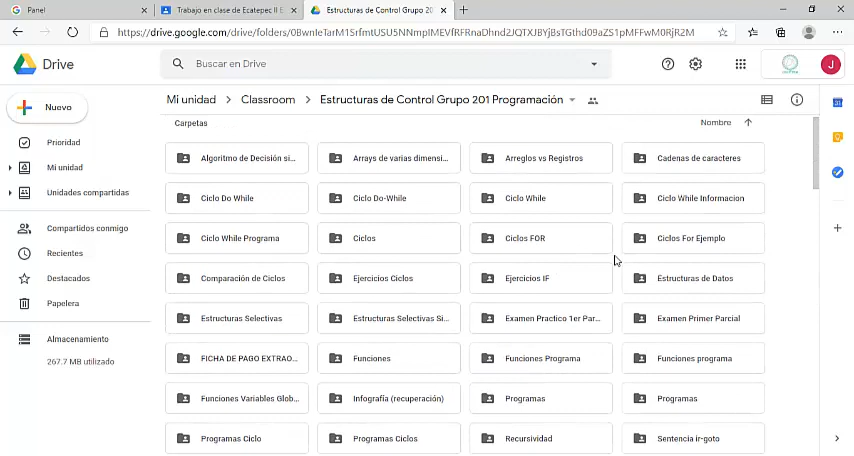 Panel
Trabajo en clase de Ecatepec II E
Estructuras de Control Grupo 201
https://drive.google.com/drive/folders/0BwnIeTarM1SrfmtUSU5NNmpIMEVfRFRnaDhnd2JQTXJBYjBsTGthd09aZS1pMFFwM0RjR2M
Drive
Buscar en Drive
J
Nuevo
Mi unidad > Classroom > Estructuras de Control Grupo 201 Programación
Carpetas
Nombre
Prioridad
Mi unidad
Unidades compartidas
Compartidos conmigo
Recientes
Destacados
Papelera
Almacenamiento
267.7 MB utilizado
Algoritmo de Decisión si...
Arrays de varias dimensi...
Arreglos vs Registros
Cadenas de caracteres
Ciclo Do While
Ciclo Do-While
Ciclo While
Ciclo While Informacion
Ciclo While Programa
Ciclos
Ciclos FOR
Ciclos For Ejemplo
Comparación de Ciclos
Ejercicios Ciclos
Ejercicios IF
Estructuras de Datos
Estructuras Selectivas
Estructuras Selectivas Si...
Examen Practico 1er Par...
Examen Primer Parcial
FICHA DE PAGO EXTRAO...
Funciones
Funciones Programa
Funciones programa
Funciones Variables Glob...
Infografía (recuperación)
Programas
Programas
Programas Ciclo
Programas Ciclos
Recursividad
Sentencia ir-goto